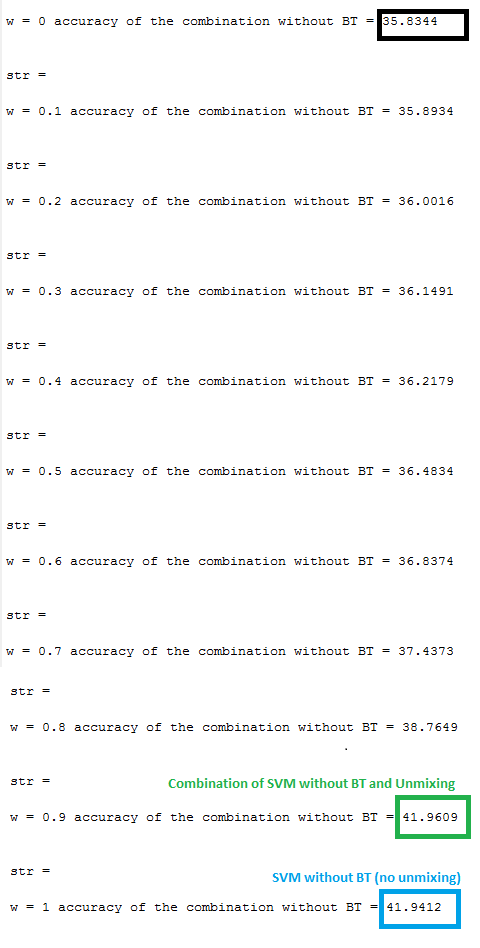 w = 0 accuracy of the combination without BT = 35.8344
str =
w = 0.1 accuracy of the combination without BT = 35.8934
str =
w = 0.2 accuracy of the combination without BT = 36.0016
str =
w = 0.3 accuracy of the combination without BT = 36.1491
str =
w = 0.4 accuracy of the combination without BT = 36.2179
str =
w = 0.5 accuracy of the combination without BT = 36.4834
str =
w = 0.6 accuracy of the combination without BT = 36.8374
str =
w = 0.7 accuracy of the combination without BT = 37.4373
str =
w = 0.8 accuracy of the combination without BT = 38.7649
str =
Combination of SVM without BT and Unmixing
w = 0.9 accuracy of the combination without BT = 41.9609
str =
SVM without BT (no unmixing)
w = 1 accuracy of the combination without BT = 41.9412